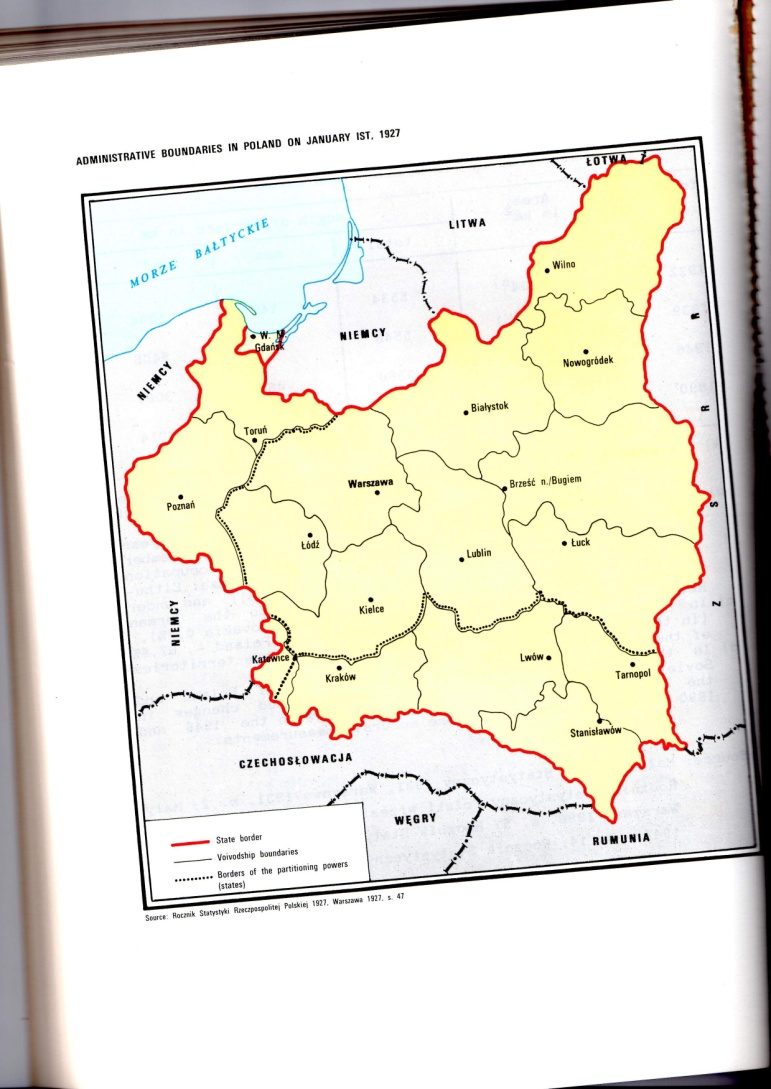 ADMINISTRATIVE BOUNDARIES IN POLAND ON JANUARY IST, 1927
ŁOTWA
LITWA
MORZE BAŁTYCKIE
Wilno
W. M.
Gdańsk
NIEMCY
NIEMCY
Nowogródek
Białystok
Toruń
Warszawa
Brześć n./Bugiem
Poznań
Łódź
Łuck
Lublin
Kielce
NIEMCY
Katowice
Kraków
Lwów
Tarnopol
Stanisławów
Z S R R
CZECHOSŁOWACJA
WĘGRY
RUMUNIA
State border
Voivodship boundaries
Borders of the partitioning powers
(states)
Source: Rocznik Statystyki Rzeczpospolitej Polskiej 1927, Warszawa 1927, s. 47